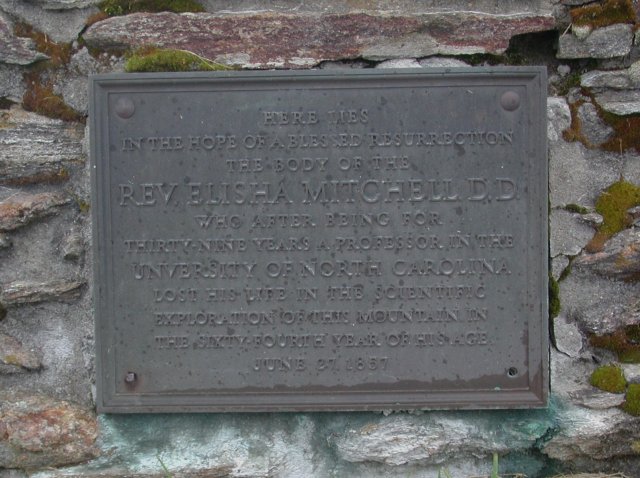 HERE LIES
IN THE HOPE OF A BLESSED RESURRECTION
THE BODY OF THE
REV. ELISHA MITCHELL D.D.
WHO AFTER BEING FOR
THIRTY-NINE YEARS A PROFESSOR IN THE
UNVERSITY OF NORTH CAROLINA
LOST HIS LIFE IN THE SCIENTIFIC
EXPLORATION OF THIS MOUNTAIN IN
THE SIXTY-FOURTH YEAR OF HIS AGE
JUNE 27, 1857